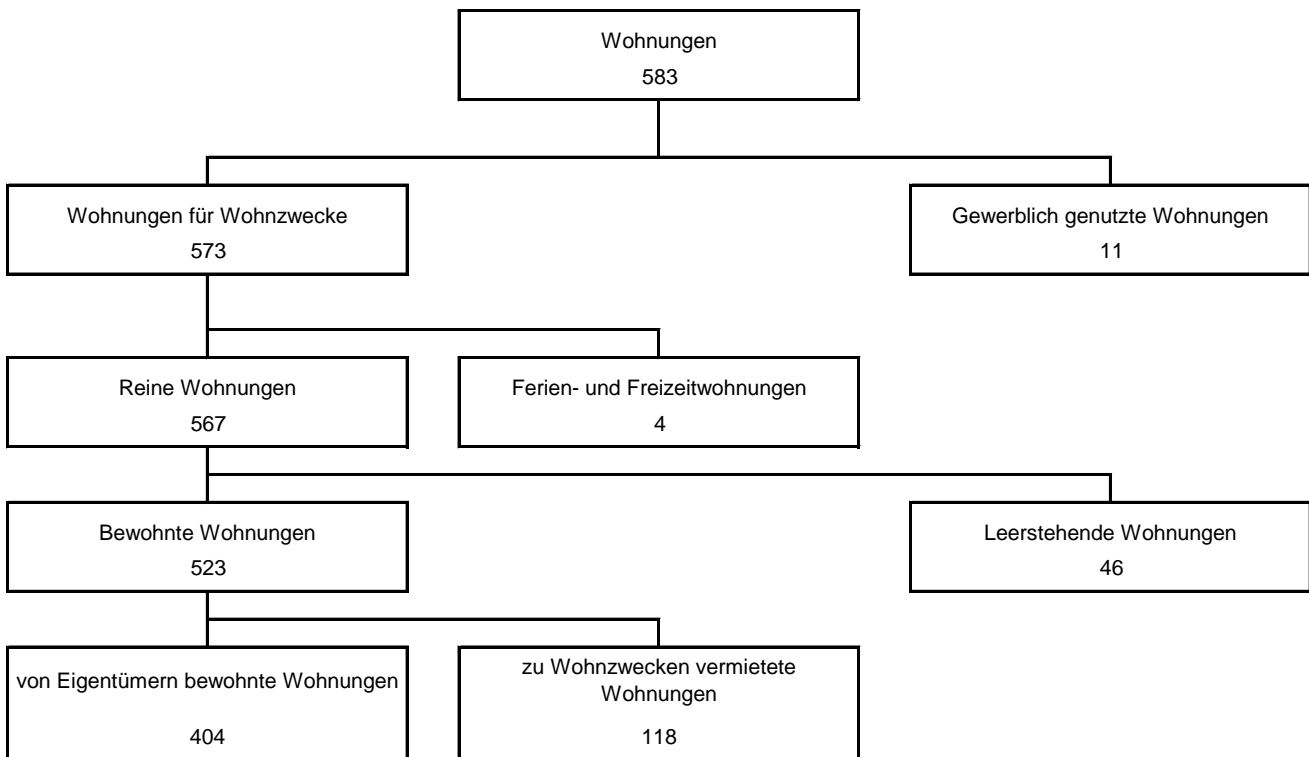 Wohnungen
583
Wohnungen für Wohnzwecke
573
Gewerblich genutzte Wohnungen
11
Reine Wohnungen
567
Ferien- und Freizeitwohnungen
4
Bewohnte Wohnungen
523
Leerstehende Wohnungen
46
von Eigentümern bewohnte Wohnungen
404
zu Wohnzwecken vermietete
Wohnungen
118